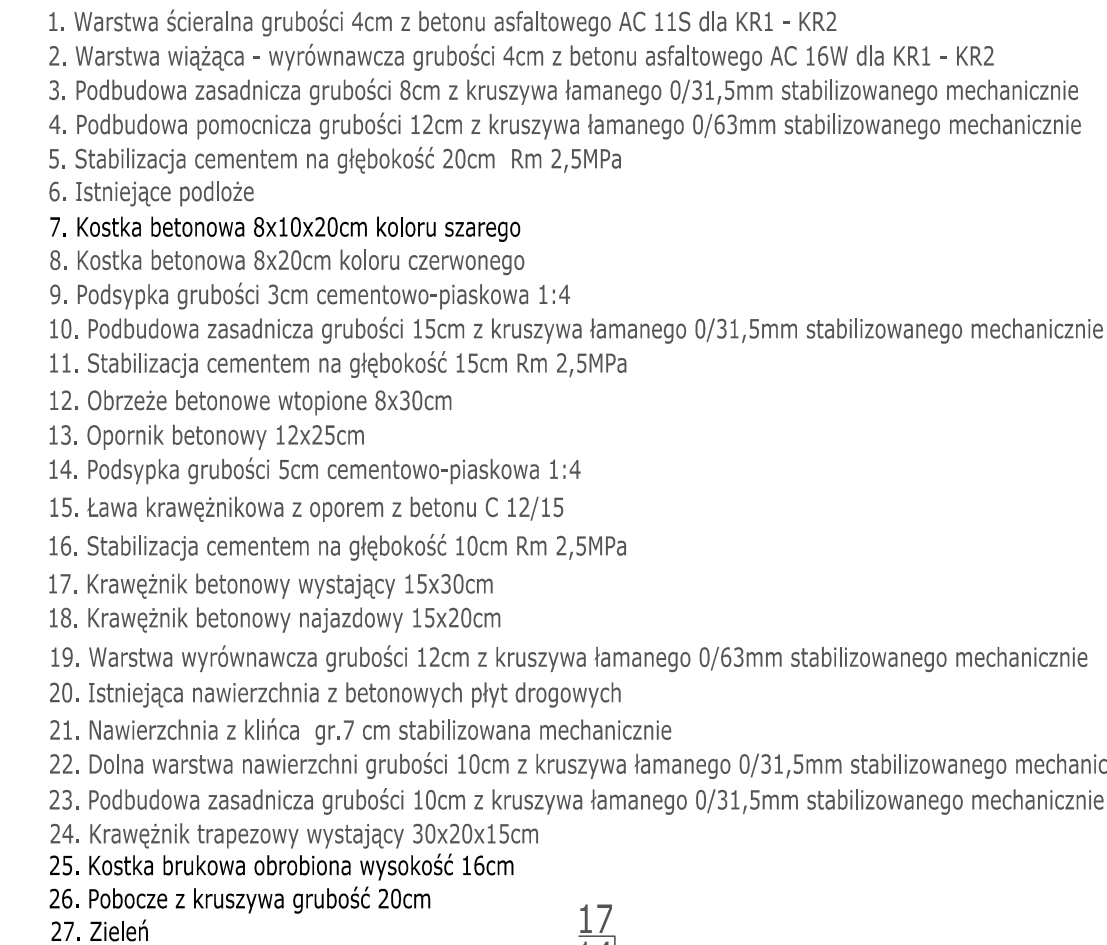 1. Warstwa ścieralna grubości 4cm z betonu asfaltowego AC 11S dla KR1 - KR2
2. Warstwa wiążąca - wyrównawcza grubości 4cm z betonu asfaltowego AC 16W dla KR1 - KR2
3. Podbudowa zasadnicza grubości 8cm z kruszywa łamanego 0/31,5mm stabilizowanego mechanicznie
4. Podbudowa pomocnicza grubości 12cm z kruszywa łamanego 0/63mm stabilizowanego mechanicznie
5. Stabilizacja cementem na głębokość 20cm Rm 2,5MPa
6. Istniejące podloże
7. Kostka betonowa 8x10x20cm koloru szarego
8. Kostka betonowa 8x20cm koloru czerwonego
9. Podsypka grubości 3cm cementowo-piaskowa 1:4
10. Podbudowa zasadnicza grubości 15cm z kruszywa łamanego 0/31,5mm stabilizowanego mechanicznie
11. Stabilizacja cementem na głębokość 15cm Rm 2,5MPa
12. Obrzeże betonowe wtopione 8x30cm
13. Opornik betonowy 12x25cm
14. Podsypka grubości 5cm cementowo-piaskowa 1:4
15. Ława krawężnikowa z oporem z betonu C 12/15
16. Stabilizacja cementem na głębokość 10cm Rm 2,5MPa
17. Krawężnik betonowy wystający 15x30cm
18. Krawężnik betonowy najazdowy 15x20cm
19. Warstwa wyrównawcza grubości 12cm z kruszywa łamanego 0/63mm stabilizowanego mechanicznie
20. Istniejąca nawierzchnia z betonowych płyt drogowych
21. Nawierzchnia z klińca gr.7 cm stabilizowana mechanicznie
22. Dolna warstwa nawierzchni grubości 10cm z kruszywa łamanego 0/31,5mm stabilizowanego mechanic
23. Podbudowa zasadnicza grubości 10cm z kruszywa łamanego 0/31,5mm stabilizowanego mechanicznie
24. Krawężnik trapezowy wystający 30x20x15cm
25. Kostka brukowa obrobiona wysokość 16cm
26. Pobocze z kruszywa grubość 20cm
27. Zieleń
17